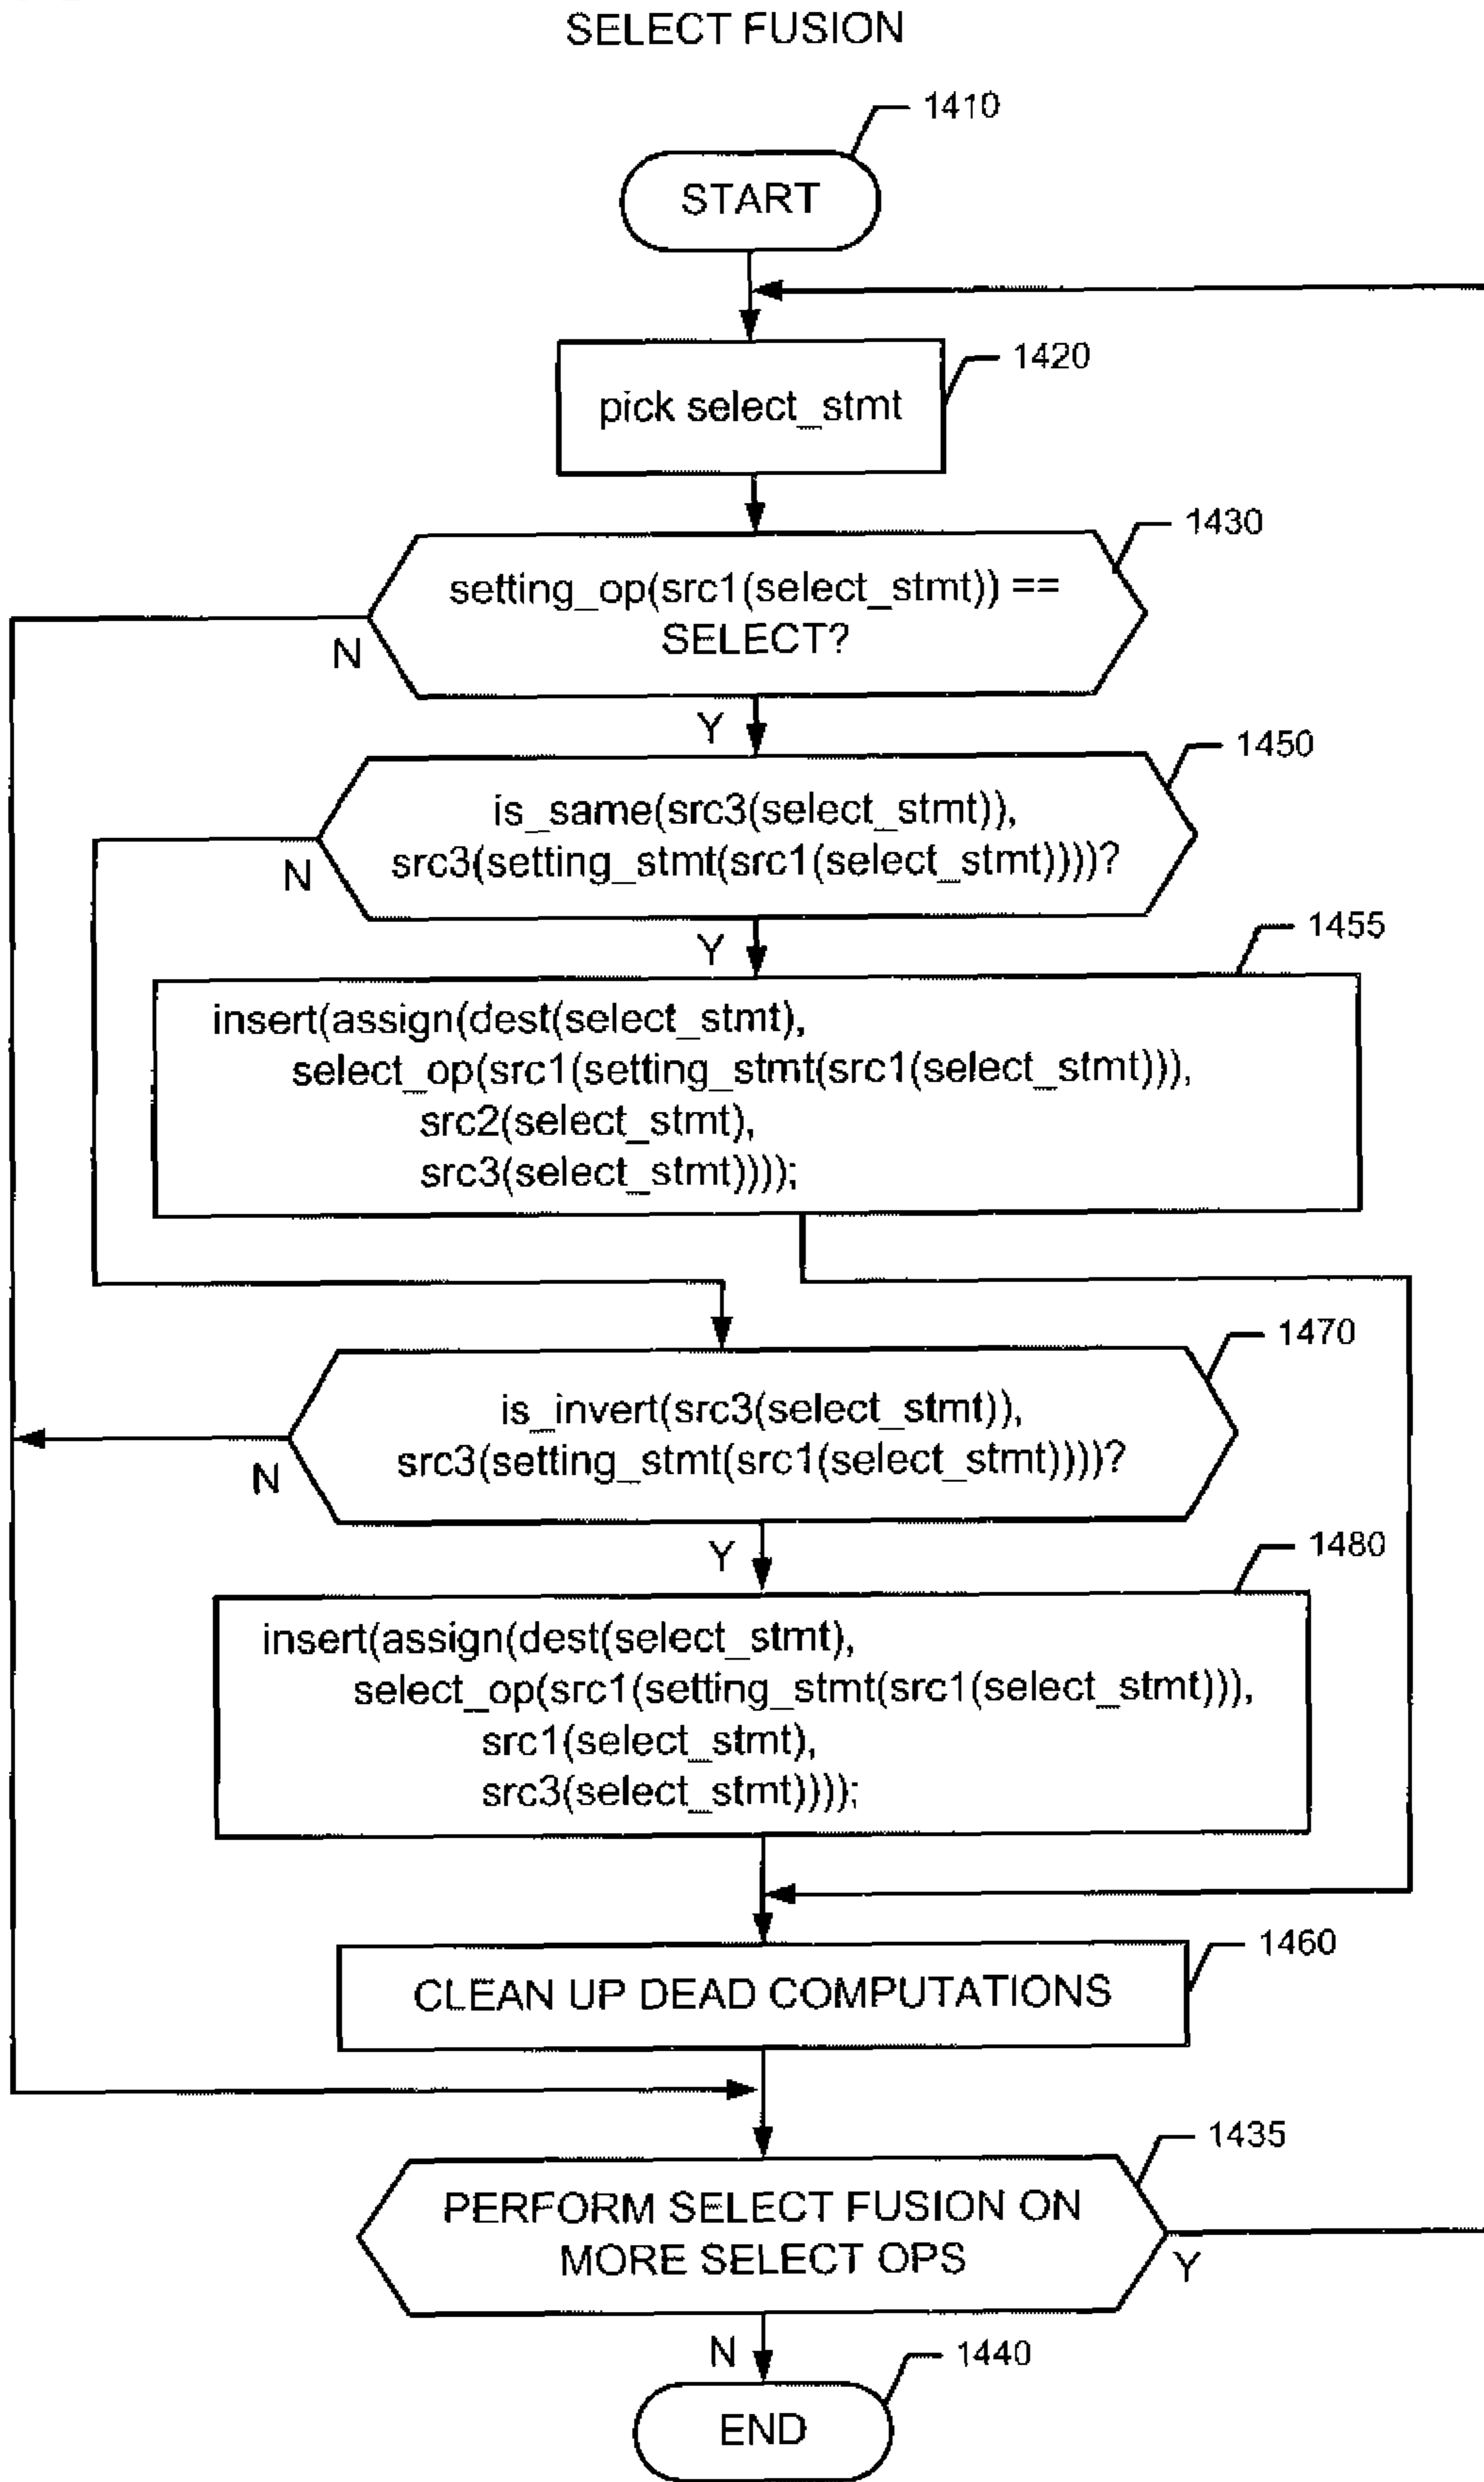 SELECT FUSION
1410
START
1420
pick select_stmt
1430
setting_op(src1(select_stmt)) ==
SELECT?
N
Y
1450
is_same(src3(select_stmt)),
src3(setting_stmt(src1(select_stmt))))?
N
Y
1455
insert(assign(dest(select_stmt),
select_op(src1(setting_stmt(src1(select_stmt))),
src2(select_stmt),
src3(select_stmt))));
1470
is_invert(src3(select_stmt)),
src3(setting_stmt(src1(select_stmt))))?
N
Y
1480
insert(assign(dest(select_stmt),
select_op(src1(setting_stmt(src1(select_stmt))),
src1(select_stmt),
src3(select_stmt))));
1460
CLEAN UP DEAD COMPUTATIONS
1435
PERFORM SELECT FUSION ON
MORE SELECT OPS
Y
N
1440
END